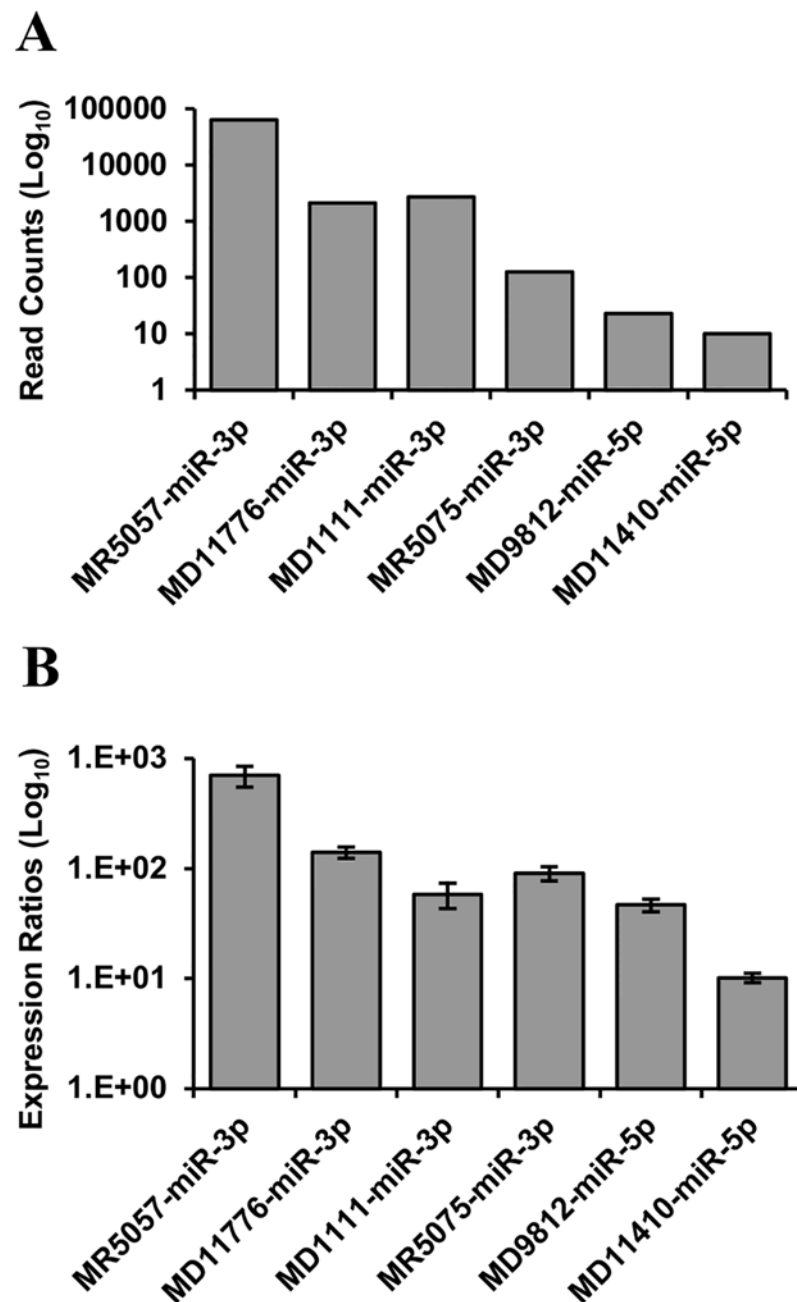 A
Read Counts (Log₁₀)
100000
10000
1000
100
10
1
MR5057-miR-3p
MD11776-miR-3p
MD1111-miR-3p
MR5075-miR-3p
MD9812-miR-5p
MD11410-miR-5p
B
Expression Ratios (Log₁₀)
1.E+03
1.E+02
1.E+01
1.E+00
MR5057-miR-3p
MD11776-miR-3p
MD1111-miR-3p
MR5075-miR-3p
MD9812-miR-5p
MD11410-miR-5p